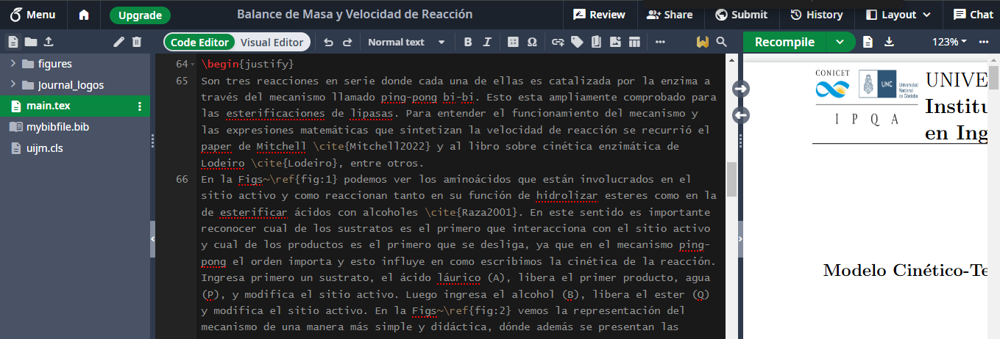 Menu
Upgrade
Balance de Masa y Velocidad de Reacción
Review
Share
Submit
History
Layout
Chat
Code Editor
Visual Editor
Normal text
B
I
Ω
Recompile
123%
figures
journal_logos
main.tex
mybibfile.bib
uijm.cls
64 \begin{justify}
65 Son tres reacciones en serie donde cada una de ellas es catalizada por la enzima a
través del mecanismo llamado ping-pong bi-bi. Esto esta ampliamente comprobado para
las esterificaciones de lipasas. Para entender el funcionamiento del mecanismo y
las expresiones matemáticas que sintetizan la velocidad de reacción se recurrió el
paper de Mitchell \cite{Mitchell2022} y al libro sobre cinética enzimática de
Lodeiro \cite{Lodeiro}, entre otros.
66 En la Figs~\ref{fig:1} podemos ver los aminoácidos que están involucrados en el
sitio activo y como reaccionan tanto en su función de hidrolizar esteres como en la
de esterificar ácidos con alcoholes \cite{Raza2001}. En este sentido es importante
reconocer cual de los sustratos es el primero que interacciona con el sitio activo
y cual de los productos es el primero que se desliga, ya que en el mecanismo ping-
pong el orden importa y esto influye en como escribimos la cinética de la reacción.
Ingresa primero un sustrato, el ácido láurico (A), libera el primer producto, agua
(P), y modifica el sitio activo. Luego ingresa el alcohol (B), libera el ester (Q)
y modifica el sitio activo. En la Figs~\ref{fig:2} vemos la representación del
mecanismo de una manera más simple y didáctica, dónde además se presentan las
CONICET
UNC
Universidad
Nacional
de Córdoba
I P Q A
UNIVE
Institu
en Ing
Modelo Cinético-Te